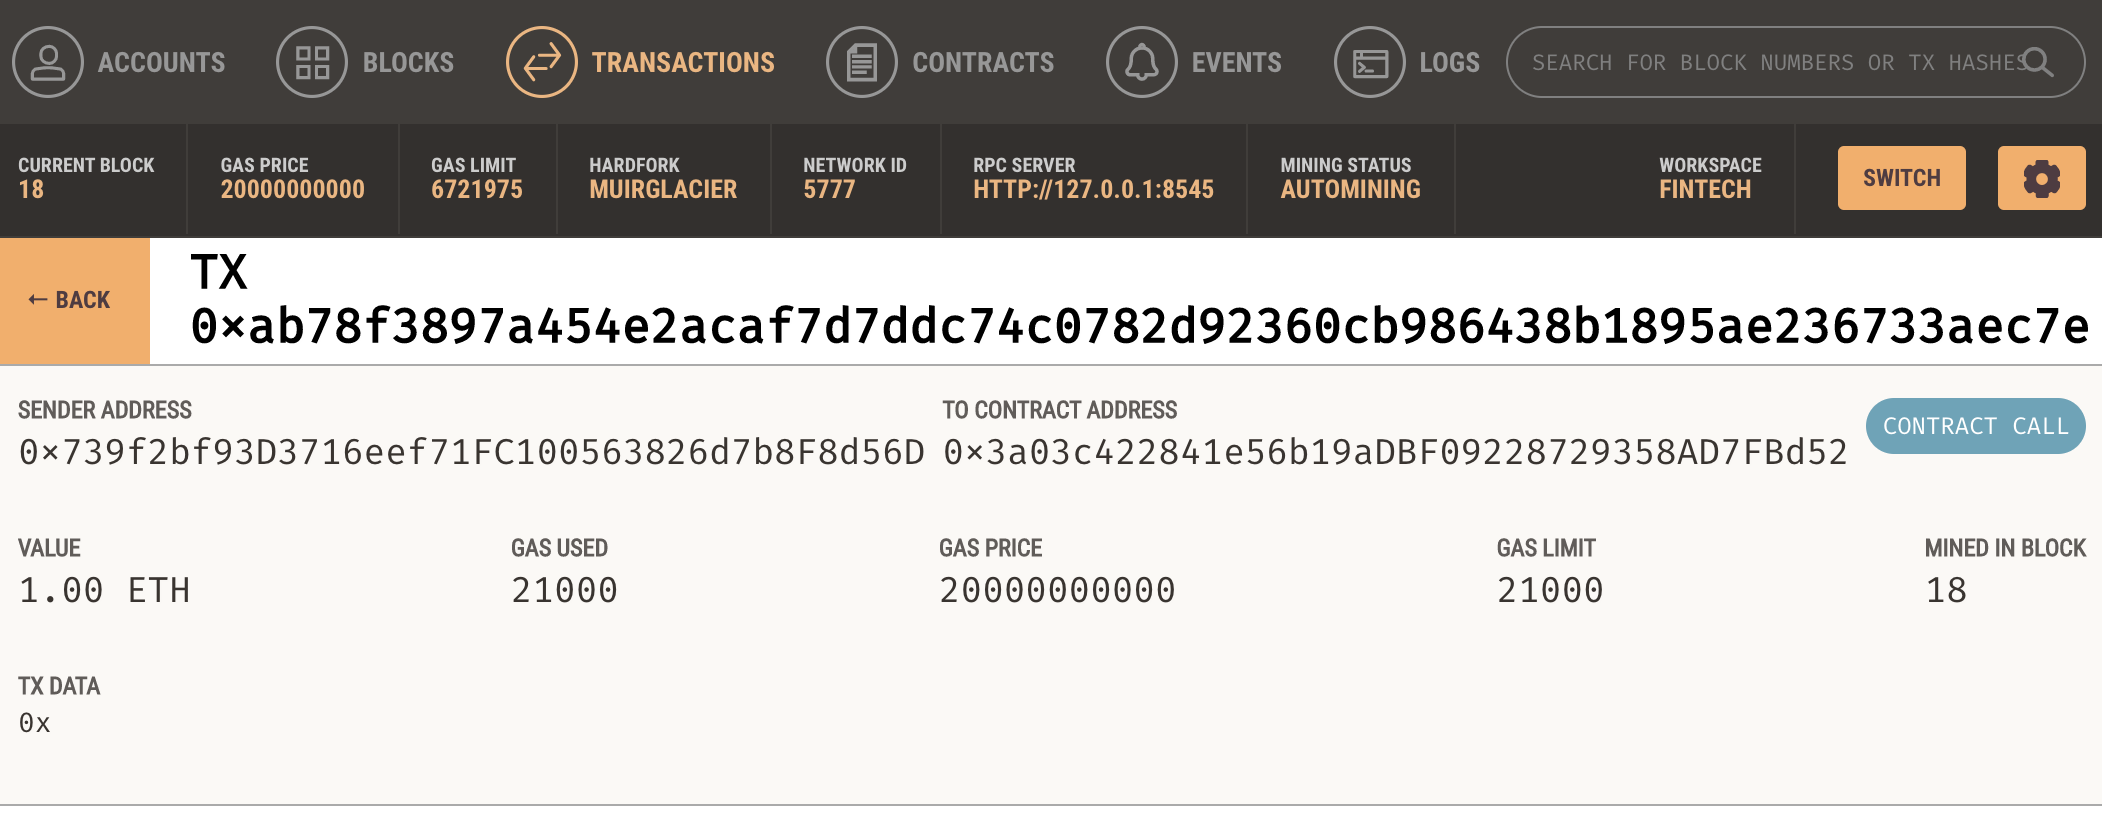 ACCOUNTS BLOCKS TRANSACTIONS CONTRACTS EVENTS LOGS SEARCH FOR BLOCK NUMBERS OR TX HASHES
CURRENT BLOCK GAS PRICE GAS LIMIT HARDFORK NETWORK ID RPC SERVER MINING STATUS WORKSPACE
18 20000000000 6721975 MUIRGLACIER 5777 HTTP://127.0.0.1:8545 AUTOMINING FINTECH SWITCH
← BACK
TX
0×ab78f3897a454e2acaf7d7ddc74c0782d92360cb986438b1895ae236733aec7e
SENDER ADDRESS TO CONTRACT ADDRESS
0×739f2bf93D3716eef71FC100563826d7b8F8d56D 0×3a03c422841e56b19aDBF09228729358AD7FBd52 CONTRACT CALL
VALUE GAS USED GAS PRICE GAS LIMIT MINED IN BLOCK
1.00 ETH 21000 20000000000 21000 18
TX DATA
0x